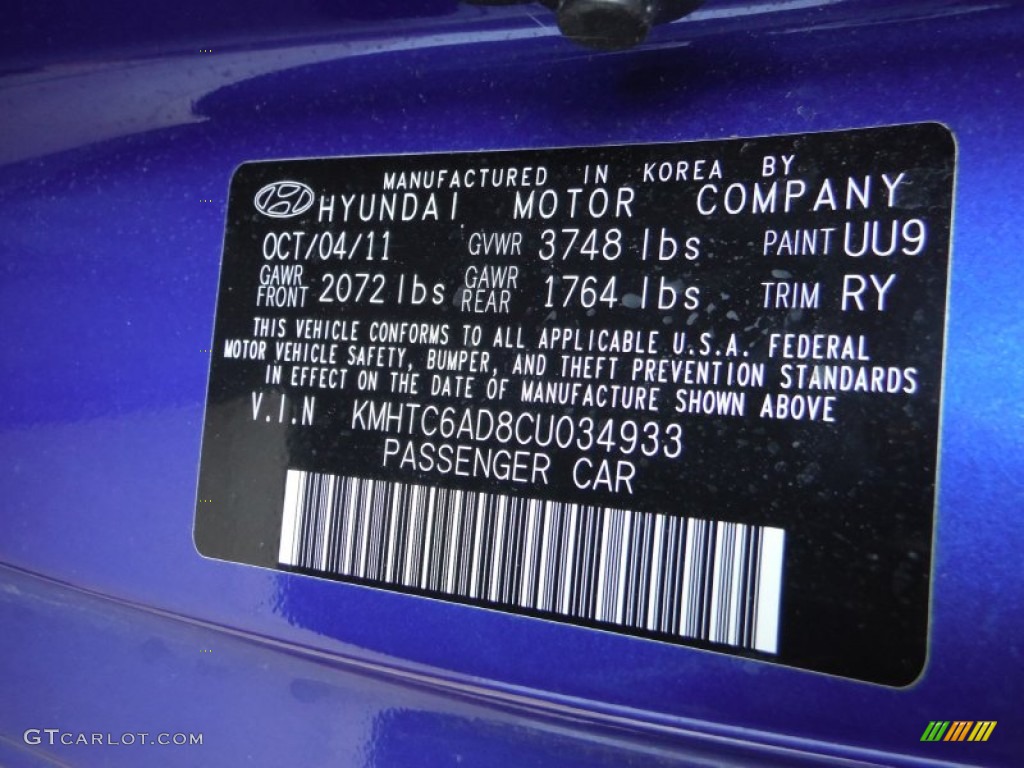 MANUFACTURED IN KOREA BY
HYUNDAI MOTOR COMPANY
OCT/04/11 GVWR 3748 lbs PAINT UU9
GAWR FRONT 2072 lbs GAWR REAR 1764 lbs TRIM RY
THIS VEHICLE CONFORMS TO ALL APPLICABLE U.S.A. FEDERAL
MOTOR VEHICLE SAFETY, BUMPER, AND THEFT PREVENTION STANDARDS
IN EFFECT ON THE DATE OF MANUFACTURE SHOWN ABOVE
V.I.N KMHTC6AD8CU034933
PASSENGER CAR
GTCARLOT.COM